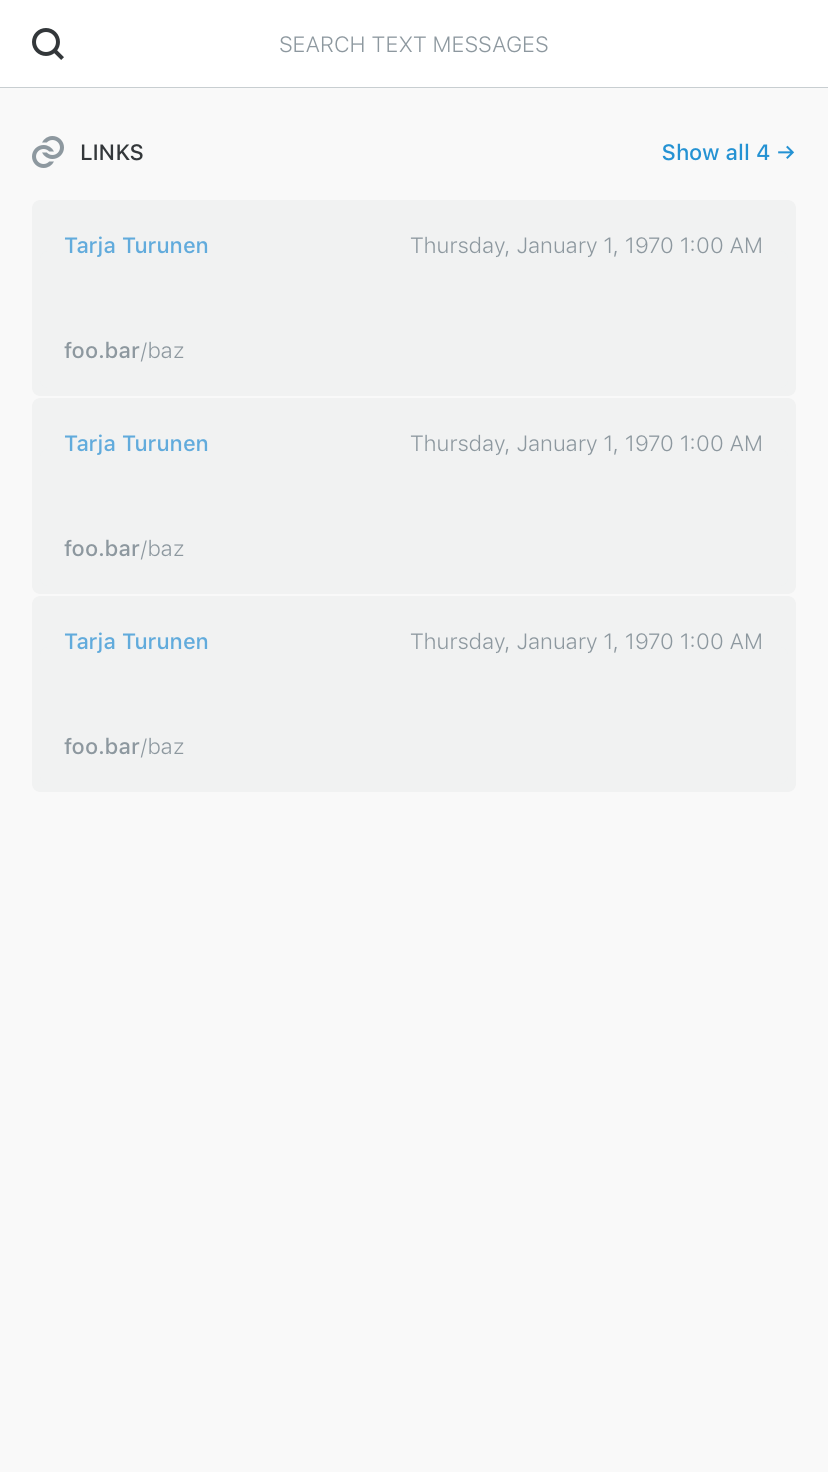 SEARCH TEXT MESSAGES
LINKS Show all 4 →
Tarja Turunen Thursday, January 1, 1970 1:00 AM
foo.bar/baz
Tarja Turunen Thursday, January 1, 1970 1:00 AM
foo.bar/baz
Tarja Turunen Thursday, January 1, 1970 1:00 AM
foo.bar/baz